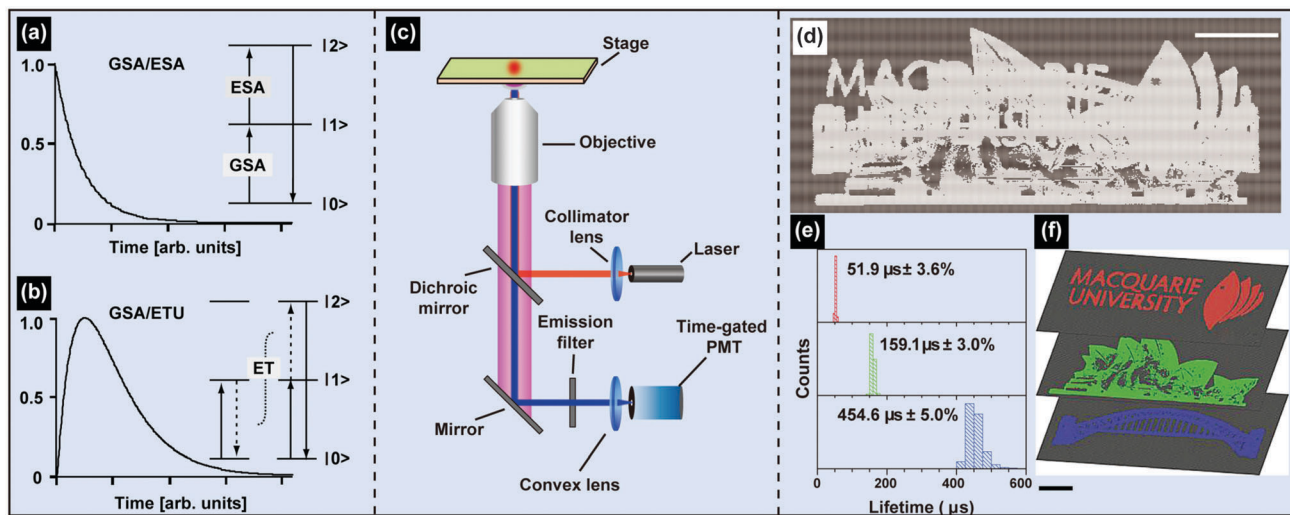 (a)
GSA/ESA
1.0
0.5
0
Time [arb. units]
|2>
ESA
|1>
GSA
|0>
(b)
GSA/ETU
1.0
0.5
0
Time [arb. units]
|2>
ET
|1>
|0>
(c)
Stage
Objective
Collimator
lens
Laser
Dichroic
mirror
Emission
filter
Time-gated
PMT
Mirror
Convex lens
(d)
(e)
51.9 µs± 3.6%
159.1 µs ± 3.0%
454.6 µs ± 5.0%
Counts
0 200 400 600
Lifetime ( µs)
(f)
MACQUARIE
UNIVERSITY